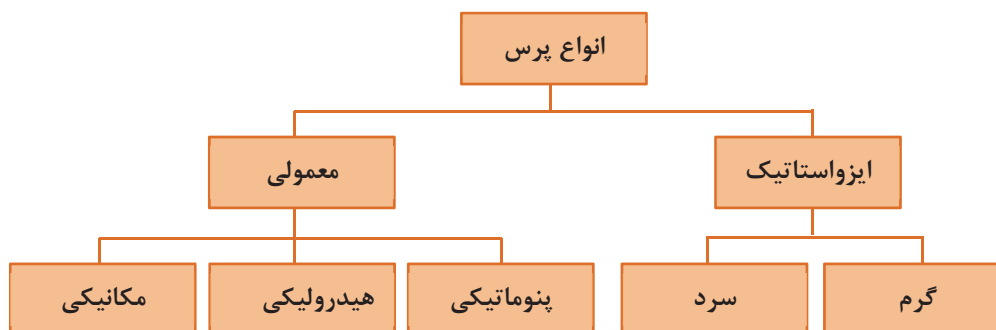 انواع پرس
ایزواستاتیک
معمولی
گرم
سرد
پنوماتیکی
هیدرولیکی
مکانیکی